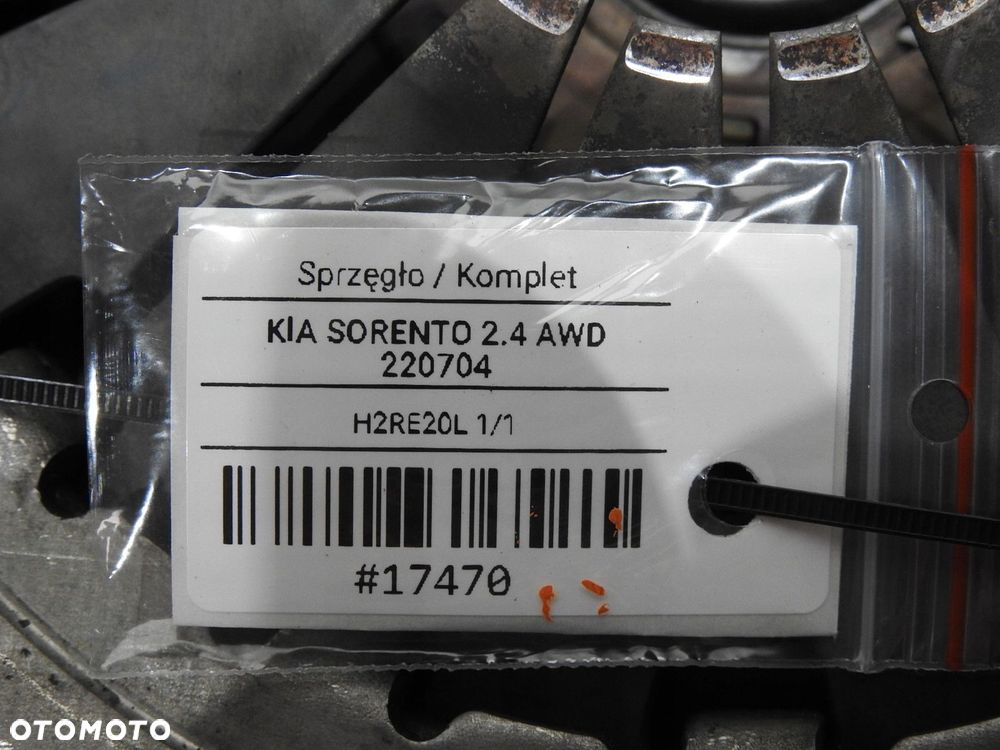 Sprzęgło / Komplet
KIA SORENTO 2.4 AWD
220704
H2RE20L 1/1
#17470
OTOMOTO